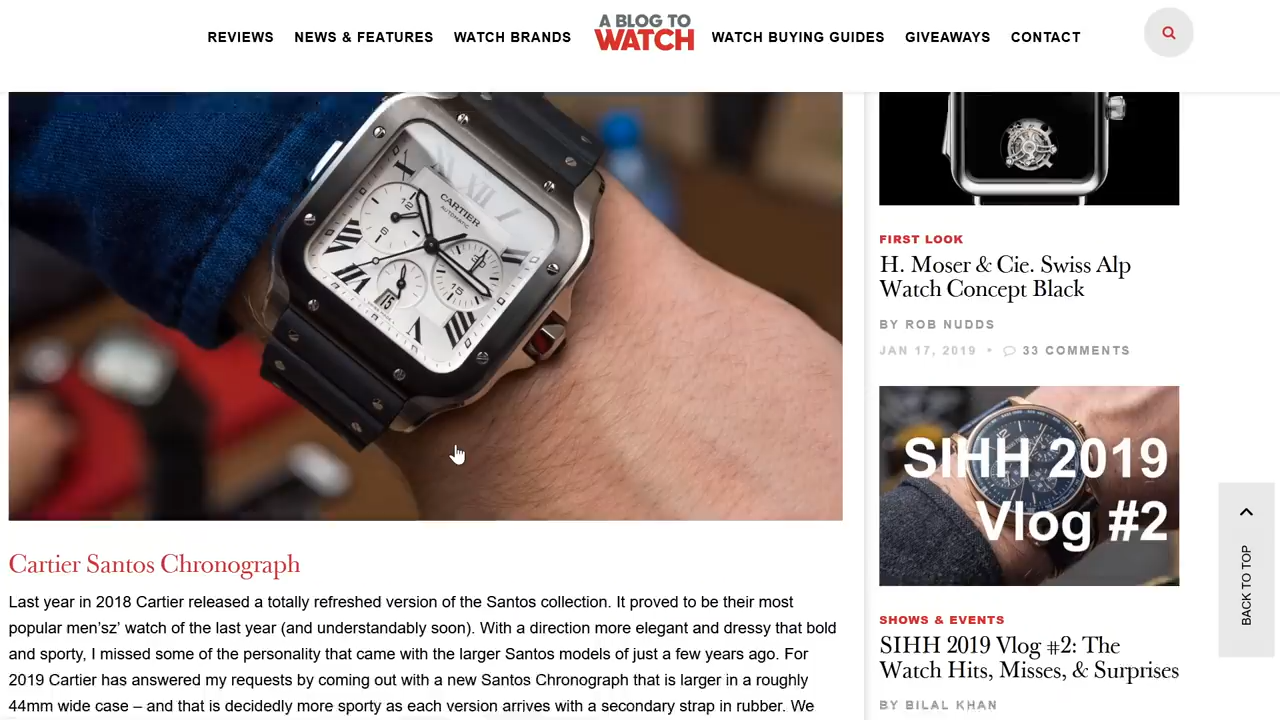 REVIEWS NEWS & FEATURES WATCH BRANDS A BLOG TO WATCH WATCH BUYING GUIDES GIVEAWAYS CONTACT
CARTIER
AUTOMATIC
12
6
30
15
15
FIRST LOOK
H. Moser & Cie. Swiss Alp
Watch Concept Black
BY ROB NUDDS
JAN 17, 2019 • 33 COMMENTS
SIHH 2019
Vlog #2
BACK TO TOP
SHOWS & EVENTS
SIHH 2019 Vlog #2: The
Watch Hits, Misses, & Surprises
BY BILAL KHAN
Cartier Santos Chronograph
Last year in 2018 Cartier released a totally refreshed version of the Santos collection. It proved to be their most
popular men'sz' watch of the last year (and understandably soon). With a direction more elegant and dressy that bold
and sporty, I missed some of the personality that came with the larger Santos models of just a few years ago. For
2019 Cartier has answered my requests by coming out with a new Santos Chronograph that is larger in a roughly
44mm wide case – and that is decidedly more sporty as each version arrives with a secondary strap in rubber. We